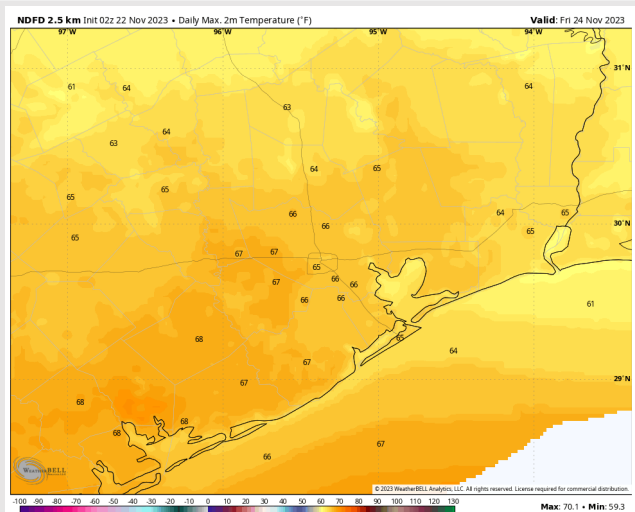 NDFD 2.5 km Init 02z 22 Nov 2023 • Daily Max. 2m Temperature (°F) Valid: Fri 24 Nov 2023
97°W 96°W 95°W 94°W
31°N
61 64 64
63
64
63
64 65
65
65
66 64 65
30°N
66
65 65
67 67
65
66
67 66
66 66
61
68
65
64
67
29°N
67
68
68
68
67
66
WeatherBELL
© 2023 WeatherBELL Analytics, LLC. All rights reserved. License required for commercial distribution.
-100 -90 -80 -70 -60 -50 -40 -30 -20 -10 0 10 20 30 40 50 60 70 80 90 100 110 120 130
Max: 70.1 • Min: 59.3